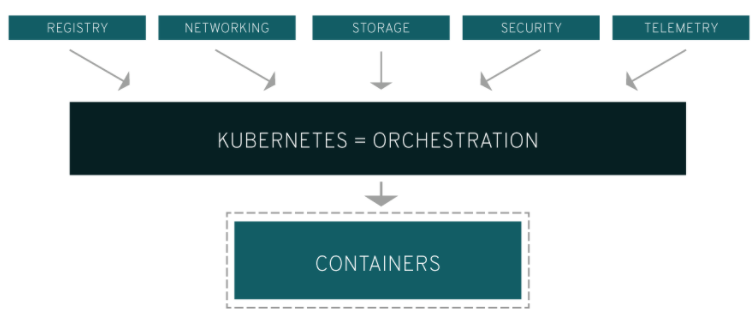 REGISTRY
NETWORKING
STORAGE
SECURITY
TELEMETRY
KUBERNETES = ORCHESTRATION
CONTAINERS